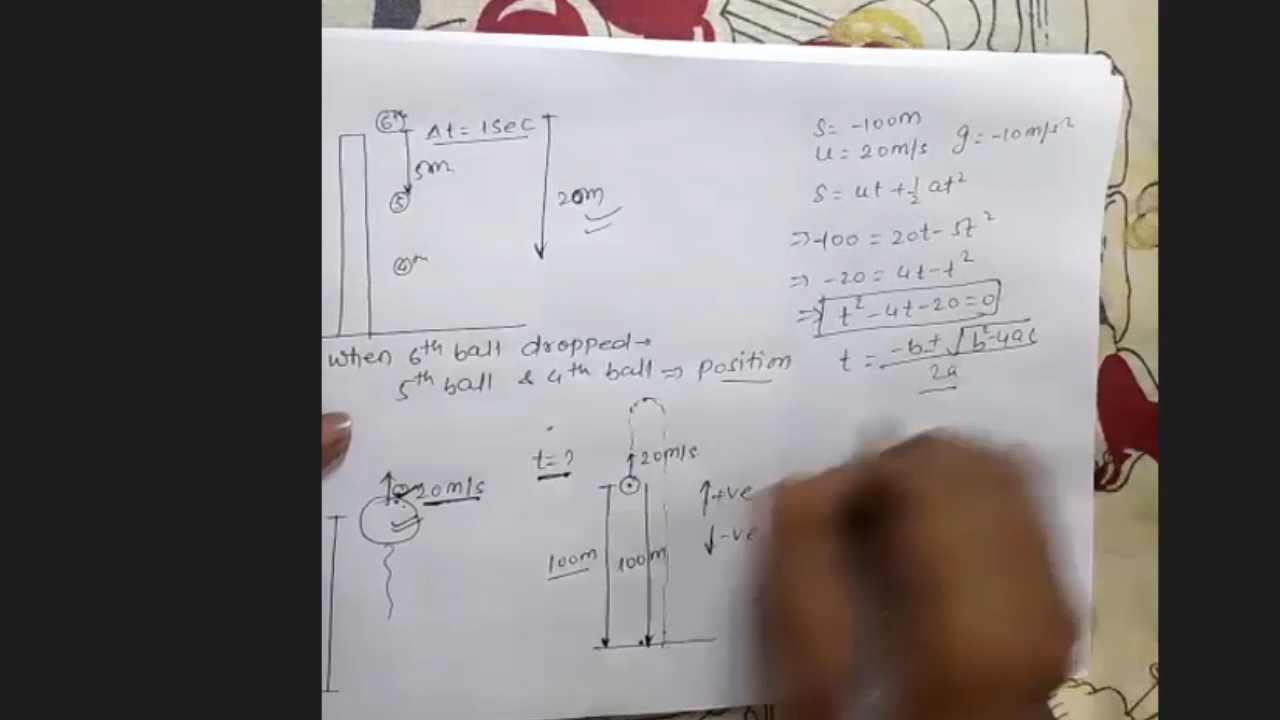 6th
Δt = 1sec
5m
5
20m
4th
when 6th ball dropped→
5th ball & 4th ball ⇒ position
20m/s
t = ?
20m/s
100m
100m
↑+ve
↓-ve
S = -100m
u = 20m/s g = -10m/s²
S = ut + ½ at²
⇒ -100 = 20t - 5t²
⇒ -20 = 4t - t²
⇒ t² - 4t - 20 = 0
t = -b ± √b²-4ac / 2a